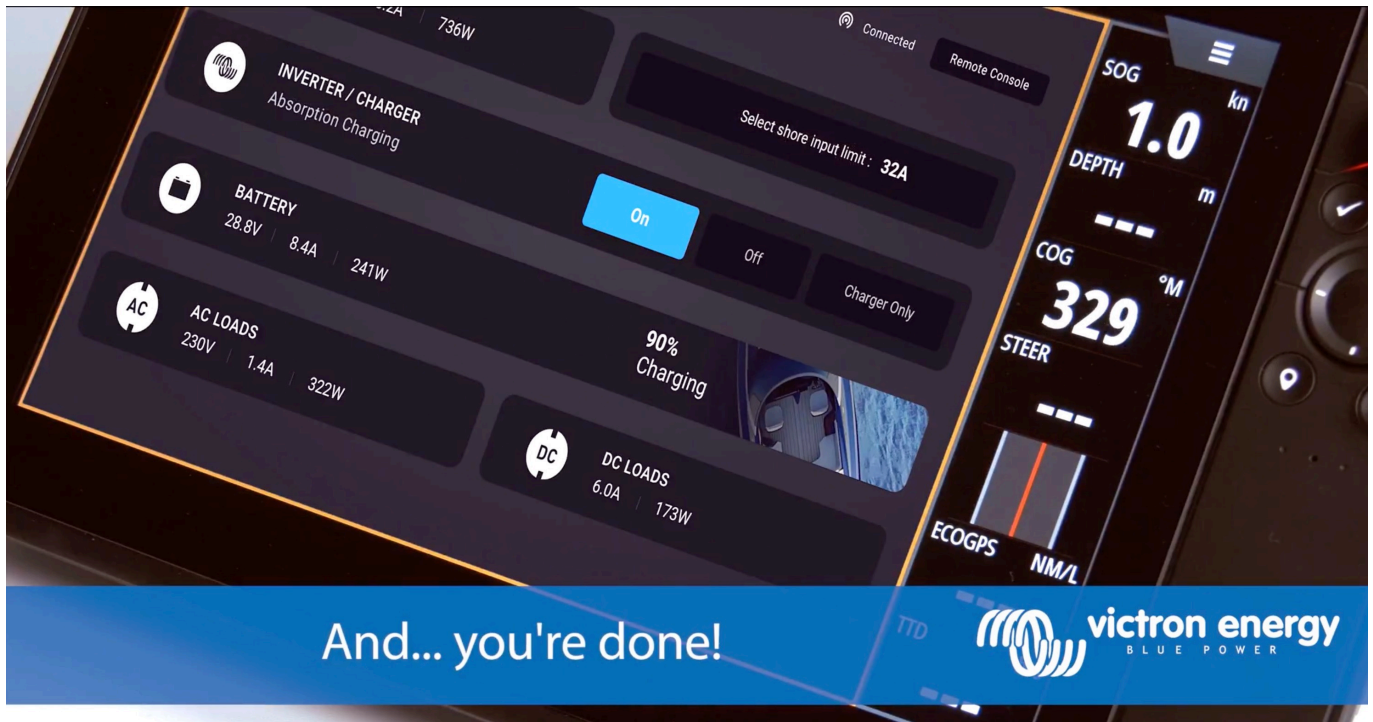 736W
Connected
Remote Console
INVERTER / CHARGER
Absorption Charging
Select shore input limit : 32A
On
Off
Charger Only
BATTERY
28.8V 8.4A 241W
90%
Charging
AC
AC LOADS
230V 1.4A 322W
DC
DC LOADS
6.0A 173W
SOG
kn
1.0
DEPTH
m
---
COG
°M
329
STEER
---
ECOGPS
NM/L
---
TTD
---
And... you're done!
victron energy
BLUE POWER